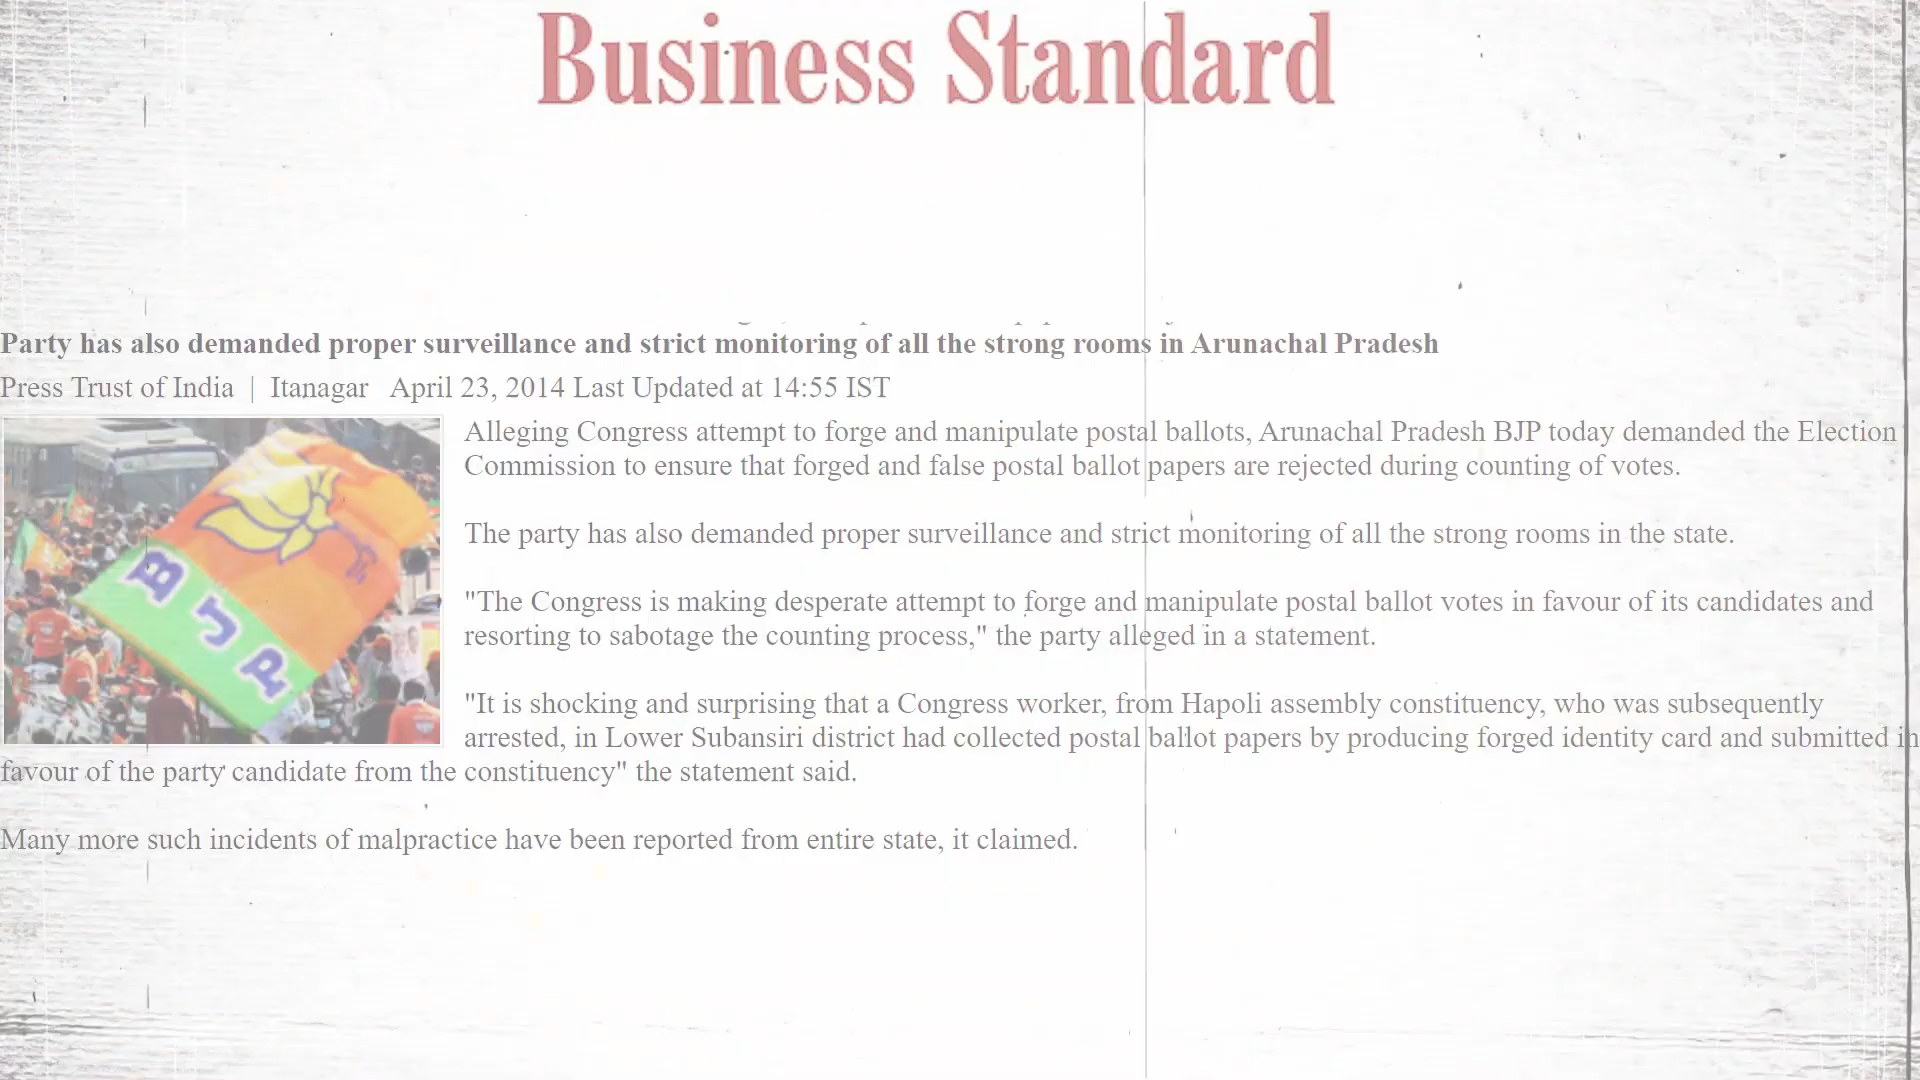 Business Standard
Party has also demanded proper surveillance and strict monitoring of all the strong rooms in Arunachal Pradesh
Press Trust of India | Itanagar April 23, 2014 Last Updated at 14:55 IST
Alleging Congress attempt to forge and manipulate postal ballots, Arunachal Pradesh BJP today demanded the Election
Commission to ensure that forged and false postal ballot papers are rejected during counting of votes.
The party has also demanded proper surveillance and strict monitoring of all the strong rooms in the state.
"The Congress is making desperate attempt to forge and manipulate postal ballot votes in favour of its candidates and
resorting to sabotage the counting process," the party alleged in a statement.
"It is shocking and surprising that a Congress worker, from Hapoli assembly constituency, who was subsequently
arrested, in Lower Subansiri district had collected postal ballot papers by producing forged identity card and submitted in
favour of the party candidate from the constituency" the statement said.
Many more such incidents of malpractice have been reported from entire state, it claimed.
BJP